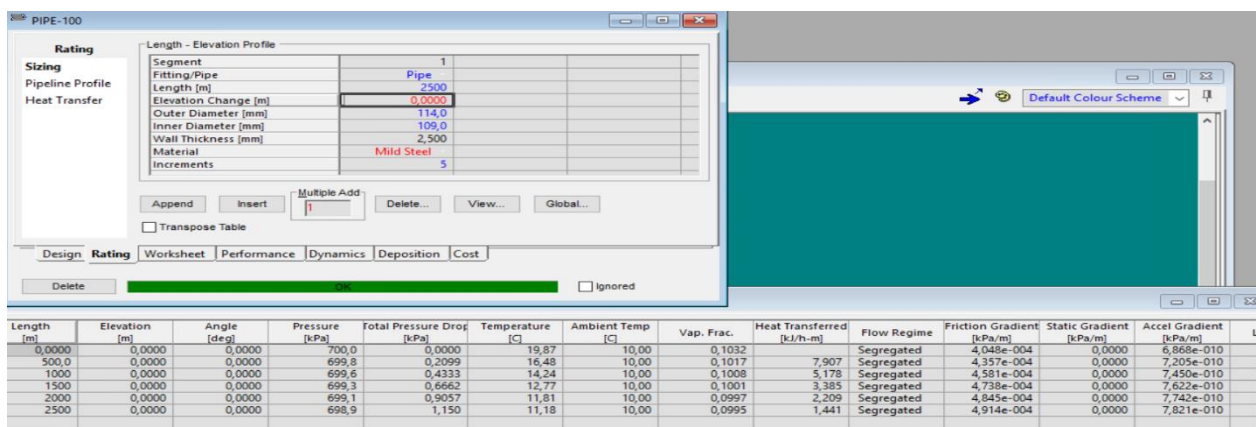 PIPE-100
Rating
Sizing
Pipeline Profile
Heat Transfer
Length - Elevation Profile
Segment 1
Fitting/Pipe Pipe
Length [m] 2500
Elevation Change [m] 0,0000
Outer Diameter [mm] 114,0
Inner Diameter [mm] 109,0
Wall Thickness [mm] 2,500
Material Mild Steel
Increments 5
Append Insert Multiple Add 1 Delete... View... Global...
Transpose Table
Design Rating Worksheet Performance Dynamics Deposition Cost
Delete OK Ignored
Default Colour Scheme
Length [m] Elevation [m] Angle [deg] Pressure [kPa] Total Pressure Drop [kPa] Temperature [C] Ambient Temp [C] Vap. Frac. Heat Transferred [kJ/h-m] Flow Regime Friction Gradient [kPa/m] Static Gradient [kPa/m] Accel Gradient [kPa/m] L
0,0000 0,0000 0,0000 700,0 0,0000 19,87 10,00 0,1032 Segregated 4,048e-004 0,0000 6,868e-010
500,0 0,0000 0,0000 699,8 0,2099 16,48 10,00 0,1017 7,907 Segregated 4,357e-004 0,0000 7,205e-010
1000 0,0000 0,0000 699,6 0,4333 14,24 10,00 0,1008 5,178 Segregated 4,581e-004 0,0000 7,450e-010
1500 0,0000 0,0000 699,3 0,6662 12,77 10,00 0,1001 3,385 Segregated 4,738e-004 0,0000 7,622e-010
2000 0,0000 0,0000 699,1 0,9057 11,81 10,00 0,0997 2,209 Segregated 4,845e-004 0,0000 7,742e-010
2500 0,0000 0,0000 698,9 1,150 11,18 10,00 0,0995 1,441 Segregated 4,914e-004 0,0000 7,821e-010